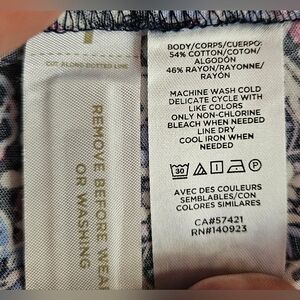 CUT ALONG DOTTED LINE
REMOVE BEFORE WEAR
OR WASHING
BODY/CORPS/CUERPO:
54% COTTON/COTON/
ALGODÓN
46% RAYON/RAYONNE/
RAYÓN
MACHINE WASH COLD
DELICATE CYCLE WITH
LIKE COLORS
ONLY NON-CHLORINE
BLEACH WHEN NEEDED
LINE DRY
COOL IRON WHEN
NEEDED
30
P
AVEC DES COULEURS
SEMBLABLES/CON
COLORES SIMILARES
CA#57421
RN#140923